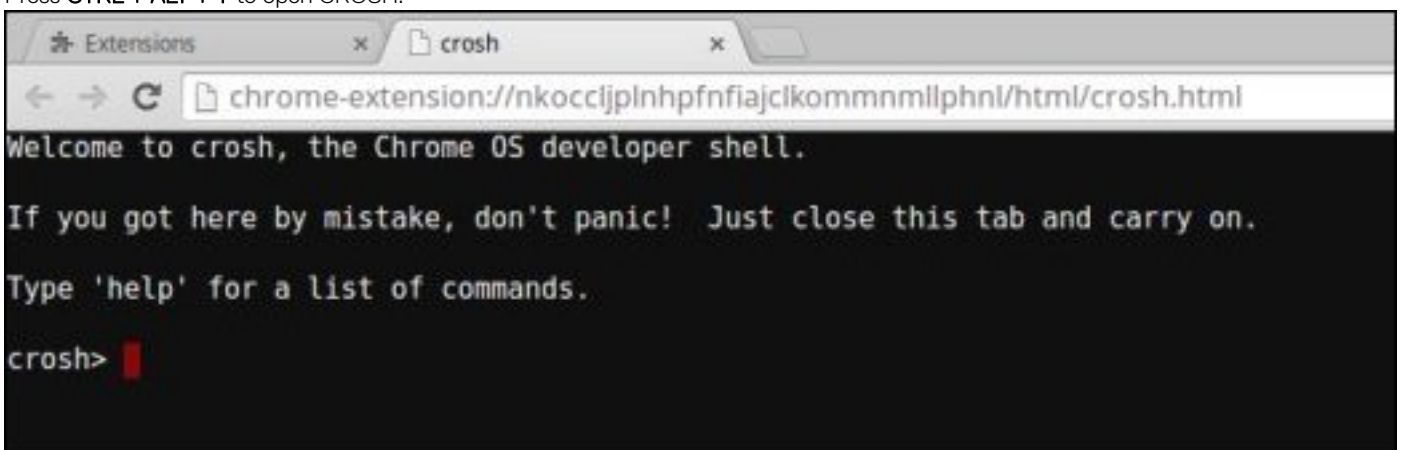 Press CTRL + ALT + T to open CROSH.
Extensions
crosh
chrome-extension://nkoccljplnhpfnfiajclkommnmllphnl/html/crosh.html
Welcome to crosh, the Chrome OS developer shell.
If you got here by mistake, don't panic!  Just close this tab and carry on.
Type 'help' for a list of commands.
crosh>